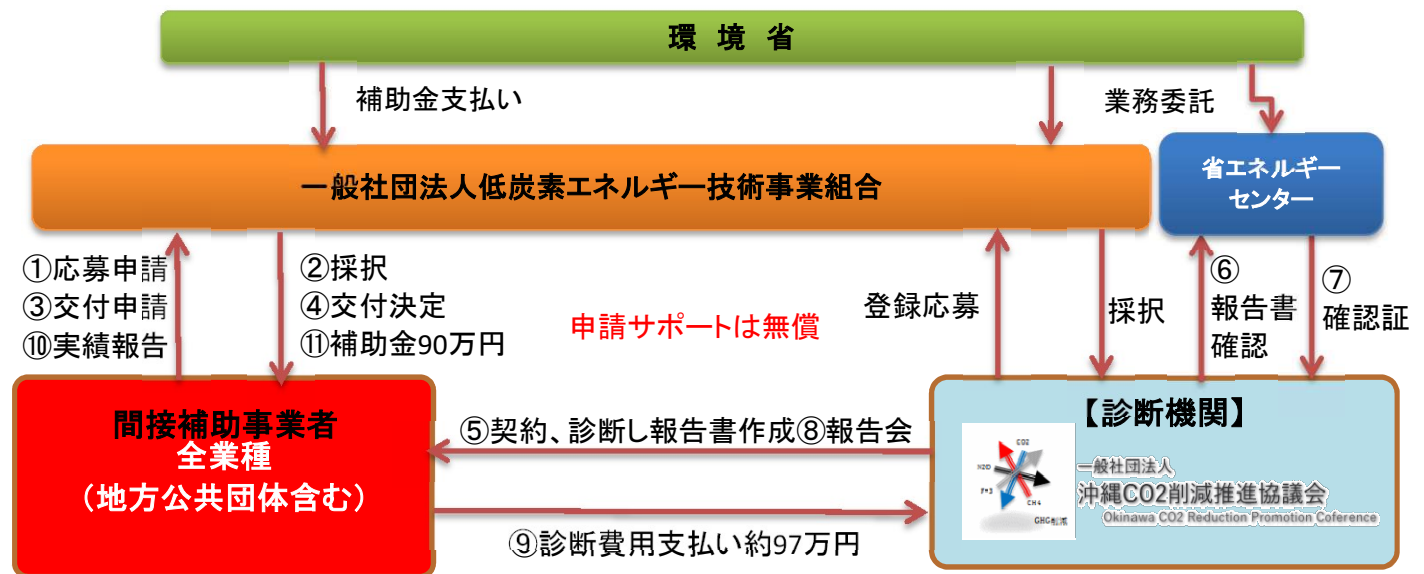 環 境 省
補助金支払い
業務委託
一般社団法人低炭素エネルギー技術事業組合
省エネルギー
センター
①応募申請
③交付申請
⑩実績報告
②採択
④交付決定
⑪補助金90万円
申請サポートは無償
登録応募
採択
⑥
報告書
確認
⑦
確認証
間接補助事業者
全業種
（地方公共団体含む）
⑤契約、診断し報告書作成⑧報告会
⑨診断費用支払い約97万円
【診断機関】
CO2
N2O
F=3
CH4
GHG削減
一般社団法人
沖縄CO2削減推進協議会
Okinawa CO2 Reduction Promotion Coference